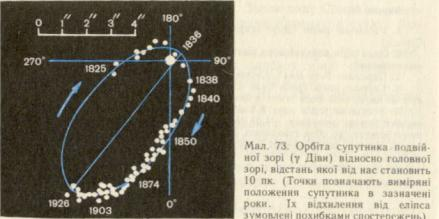 0 1″ 2″ 3″ 4″
180°
1836
270°
90°
1825
1838
1840
1850
1874
1926
1903
0°
Мал. 73. Орбіта супутника подвій-
ної зорі (γ Діви) відносно головної
зорі, відстань якої від нас становить
10 пк. (Точки позначають виміряні
положення супутника в зазначені
роки. Їх відхилення від еліпса
зумовлені похибками спостережень)